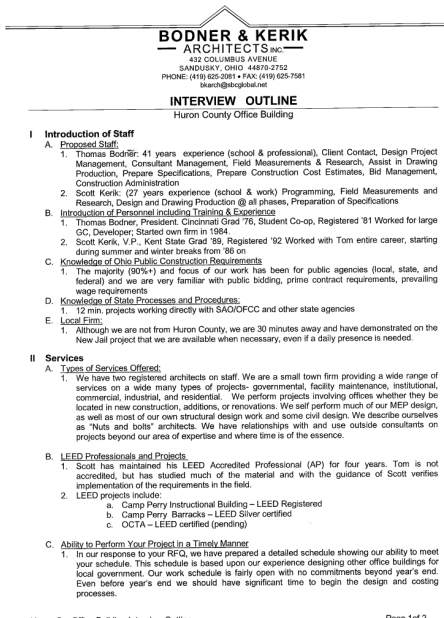 BODNER & KERIK
ARCHITECTS INC.
432 COLUMBUS AVENUE
SANDUSKY, OHIO 44870-2752
PHONE: (419) 625-2081 • FAX: (419) 625-7581
bkarch@sbcglobal.net
INTERVIEW OUTLINE
Huron County Office Building
I Introduction of Staff
A. Proposed Staff:
1. Thomas Bodner: 41 years experience (school & professional), Client Contact, Design Project
Management, Consultant Management, Field Measurements & Research, Assist in Drawing
Production, Prepare Specifications, Prepare Construction Cost Estimates, Bid Management,
Construction Administration
2. Scott Kerik: (27 years experience (school & work) Programming, Field Measurements and
Research, Design and Drawing Production @ all phases, Preparation of Specifications
B. Introduction of Personnel including Training & Experience
1. Thomas Bodner, President. Cincinnati Grad '76, Student Co-op, Registered '81 Worked for large
GC, Developer; Started own firm in 1984.
2. Scott Kerik, V.P., Kent State Grad '89, Registered '92 Worked with Tom entire career, starting
during summer and winter breaks from '86 on
C. Knowledge of Ohio Public Construction Requirements
1. The majority (90%+) and focus of our work has been for public agencies (local, state, and
federal) and we are very familiar with public bidding, prime contract requirements, prevailing
wage requirements
D. Knowledge of State Processes and Procedures:
1. 12 min. projects working directly with SAO/OFCC and other state agencies
E. Local Firm:
1. Although we are not from Huron County, we are 30 minutes away and have demonstrated on the
New Jail project that we are available when necessary, even if a daily presence is needed.
II Services
A. Types of Services Offered:
1. We have two registered architects on staff. We are a small town firm providing a wide range of
services on a wide many types of projects- governmental, facility maintenance, institutional,
commercial, industrial, and residential. We perform projects involving offices whether they be
located in new construction, additions, or renovations. We self perform much of our MEP design,
as well as most of our own structural design work and some civil design. We describe ourselves
as "Nuts and bolts" architects. We have relationships with and use outside consultants on
projects beyond our area of expertise and where time is of the essence.
B. LEED Professionals and Projects
1. Scott has maintained his LEED Accredited Professional (AP) for four years. Tom is not
accredited, but has studied much of the material and with the guidance of Scott verifies
implementation of the requirements in the field.
2. LEED projects include:
a. Camp Perry Instructional Building – LEED Registered
b. Camp Perry Barracks – LEED Silver certified
c. OCTA – LEED certified (pending)
C. Ability to Perform Your Project in a Timely Manner
1. In our response to your RFQ, we have prepared a detailed schedule showing our ability to meet
your schedule. This schedule is based upon our experience designing other office buildings for
local government. Our work schedule is fairly open with no commitments beyond year's end.
Even before year's end we should have significant time to begin the design and costing
processes.